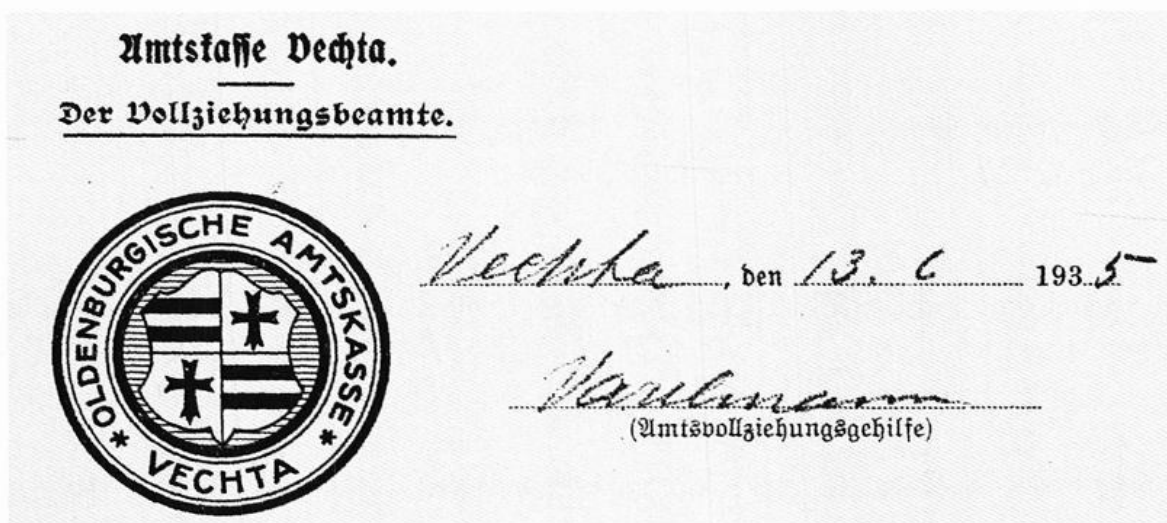 Amtskasse Vechta.
Der Vollziehungsbeamte.
OLDENBURGISCHE AMTSKASSE
* VECHTA *
Vechta, den 13. 6 1935
(Amtsvollziehungsgehilfe)